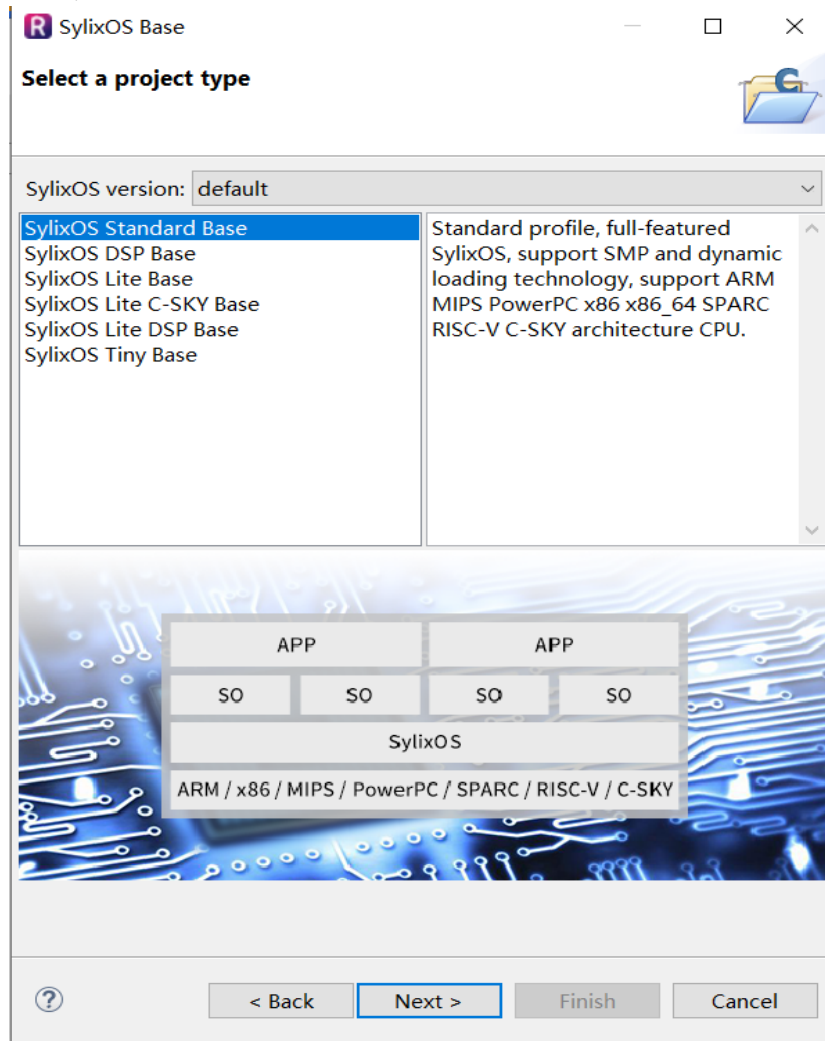 R SylixOS Base
Select a project type
SylixOS version: default
SylixOS Standard Base
SylixOS DSP Base
SylixOS Lite Base
SylixOS Lite C-SKY Base
SylixOS Lite DSP Base
SylixOS Tiny Base
Standard profile, full-featured
SylixOS, support SMP and dynamic
loading technology, support ARM
MIPS PowerPC x86 x86_64 SPARC
RISC-V C-SKY architecture CPU.
APP APP
SO SO SO SO
SylixOS
ARM / x86 / MIPS / PowerPC / SPARC / RISC-V / C-SKY
? < Back Next > Finish Cancel